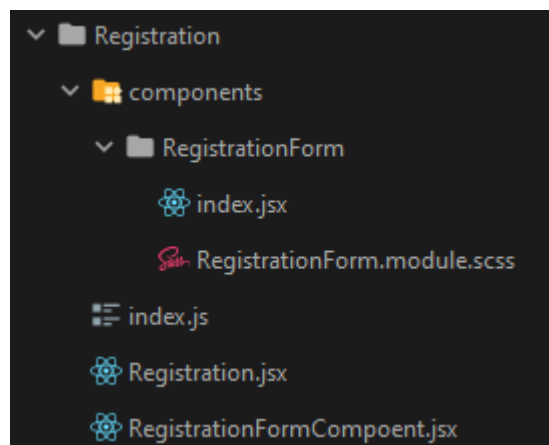 Registration
components
RegistrationForm
index.jsx
RegistrationForm.module.scss
index.js
Registration.jsx
RegistrationFormCompoent.jsx